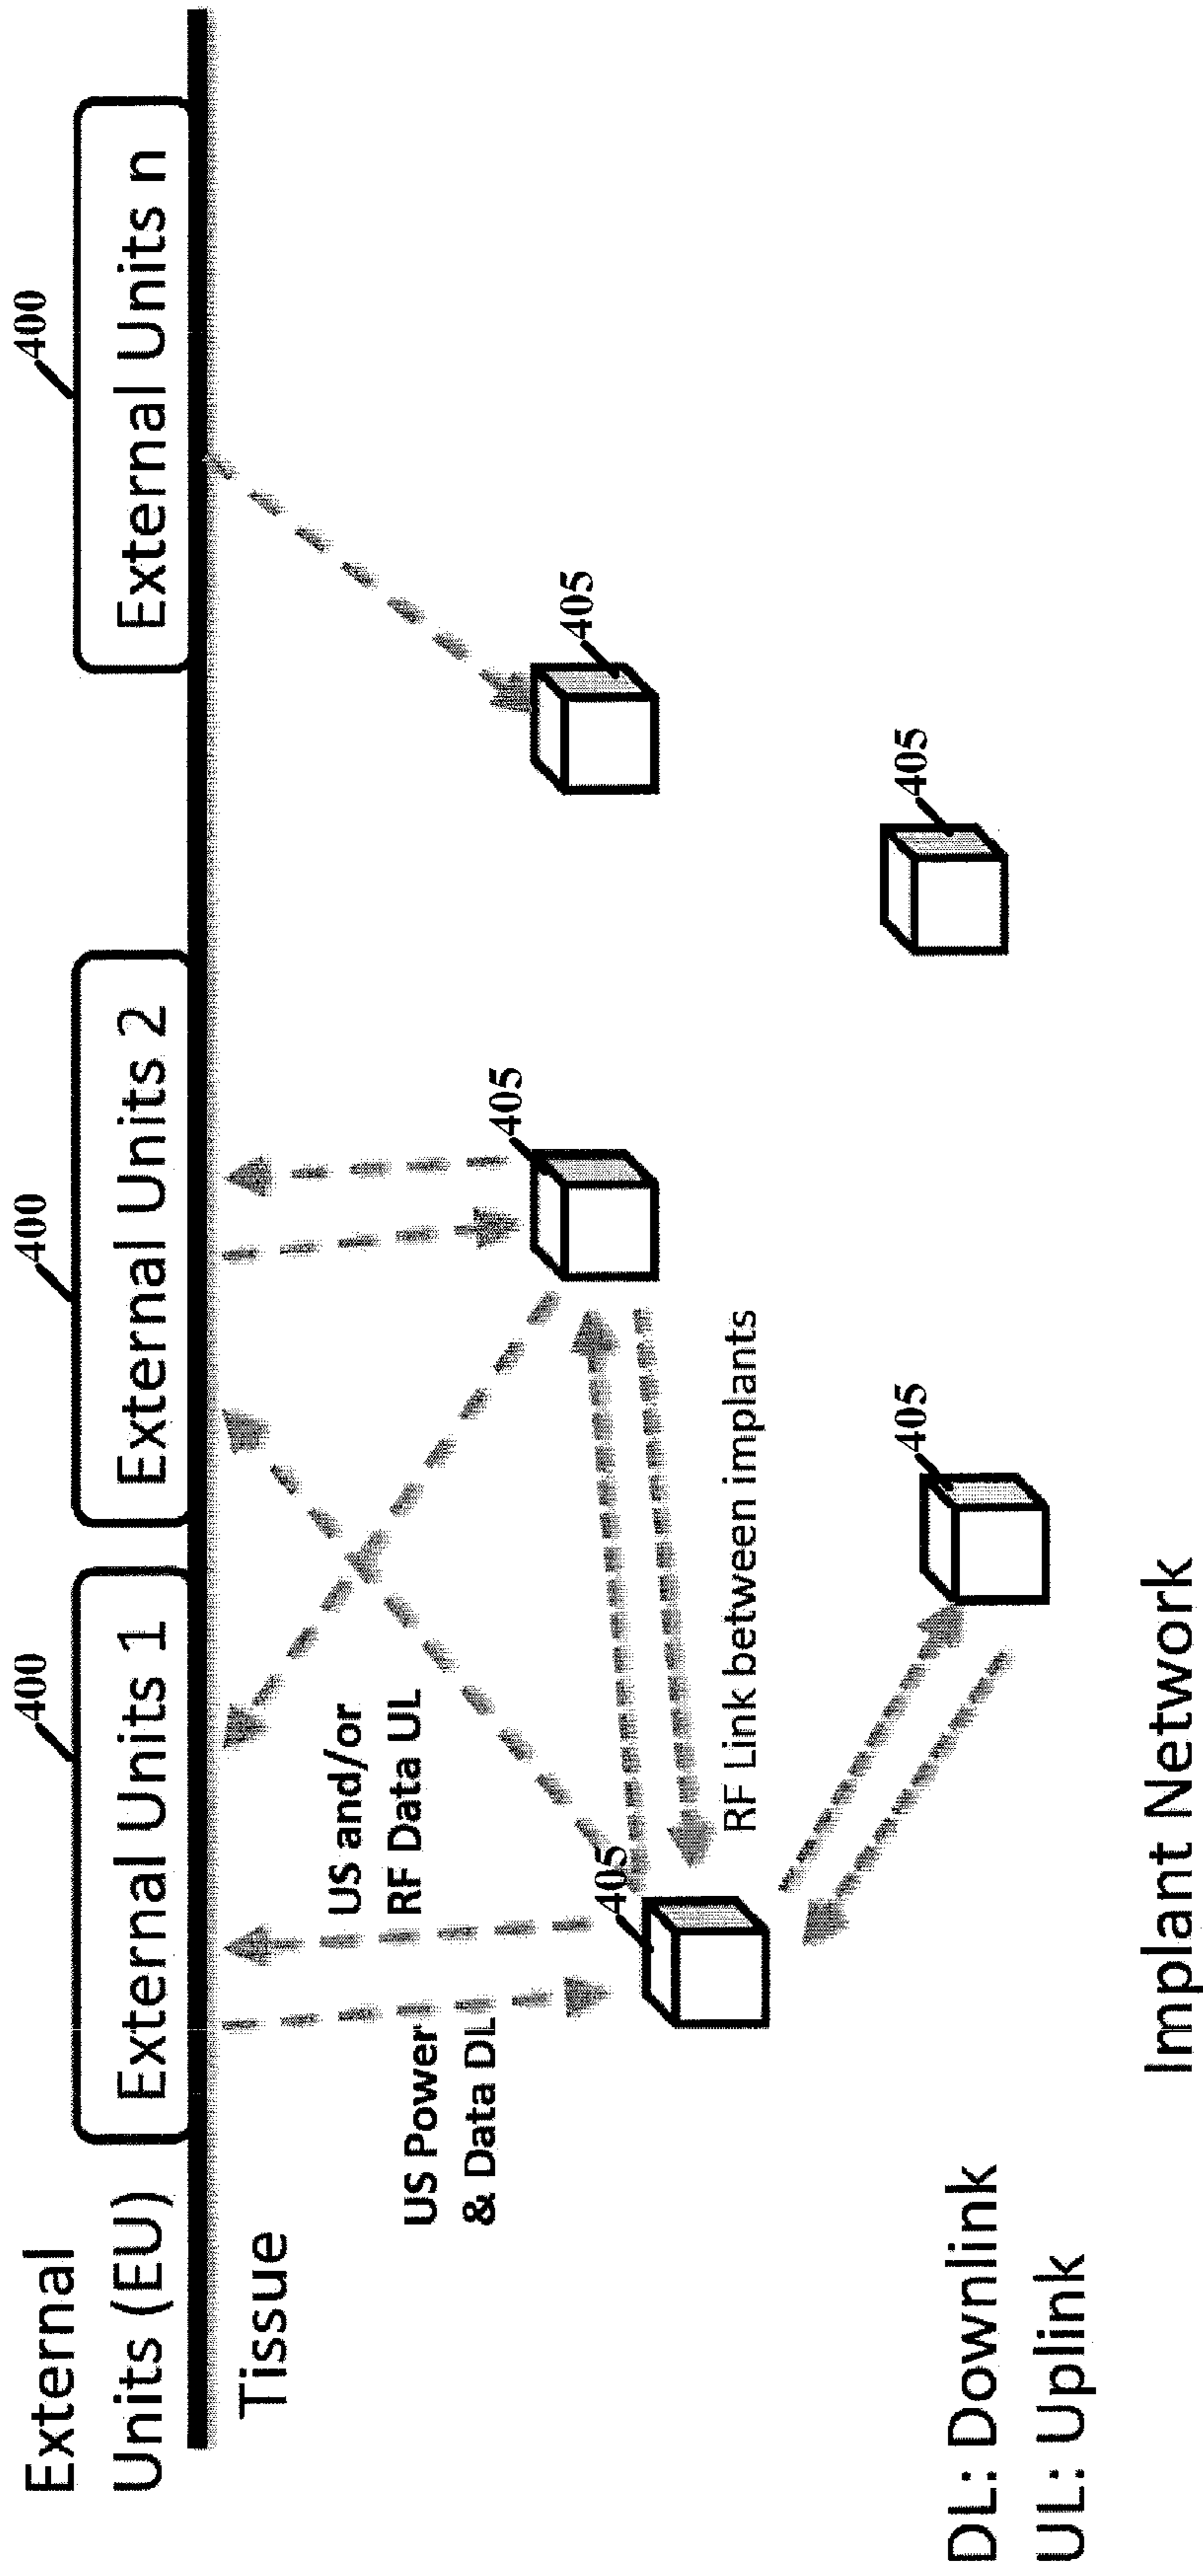 External
Units (EU)
400
External Units 1
400
External Units 2
400
External Units n
Tissue
US Power
& Data DL
US and/or
RF Data UL
405
405
405
RF Link between implants
405
405
DL: Downlink
UL: Uplink
Implant Network